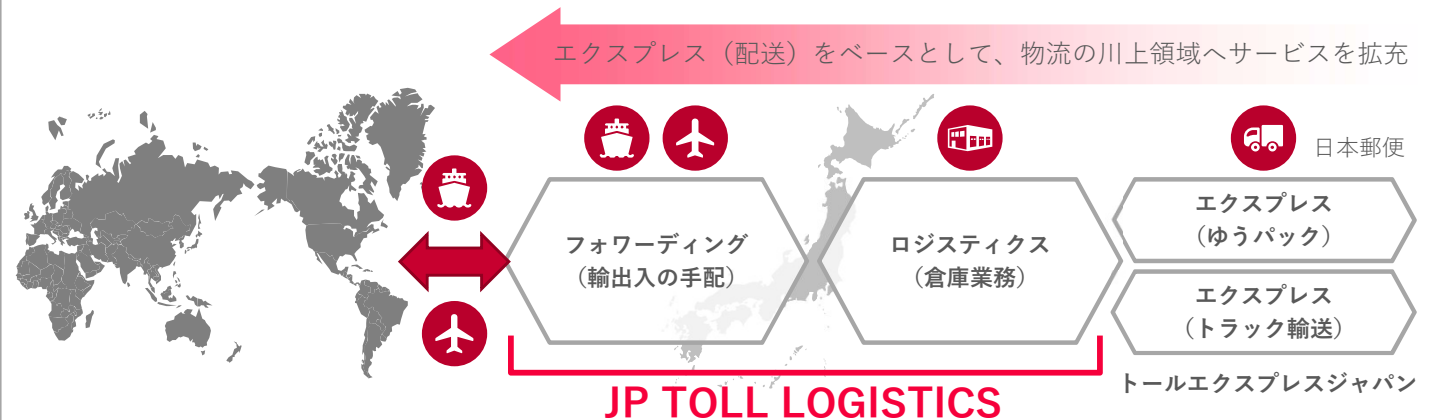 エクスプレス（配送）をベースとして、物流の川上領域へサービスを拡充
日本郵便
フォワーディング
（輸出入の手配）
ロジスティクス
（倉庫業務）
エクスプレス
（ゆうパック）
エクスプレス
（トラック輸送）
トールエクスプレスジャパン
JP TOLL LOGISTICS